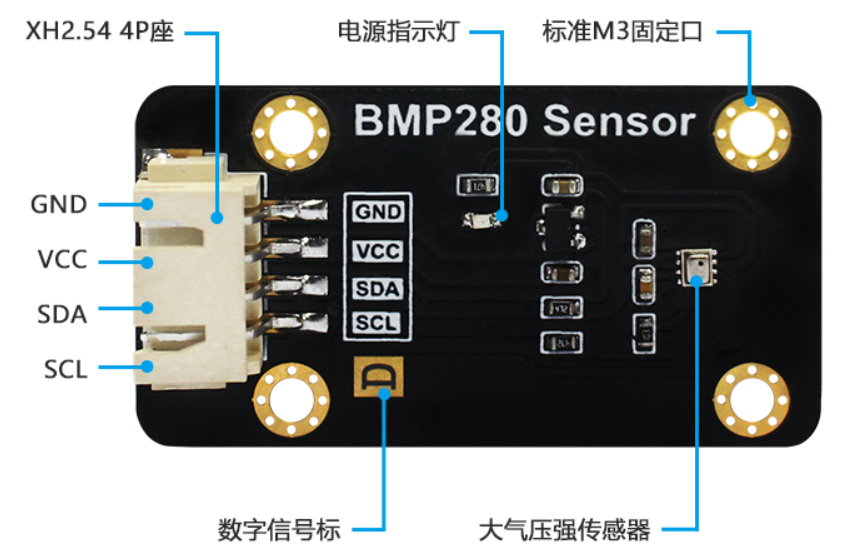 XH2.54 4P座
电源指示灯
标准M3固定口
BMP280 Sensor
GND
VCC
SDA
SCL
GND
VCC
SDA
SCL
D
数字信号标
大气压强传感器